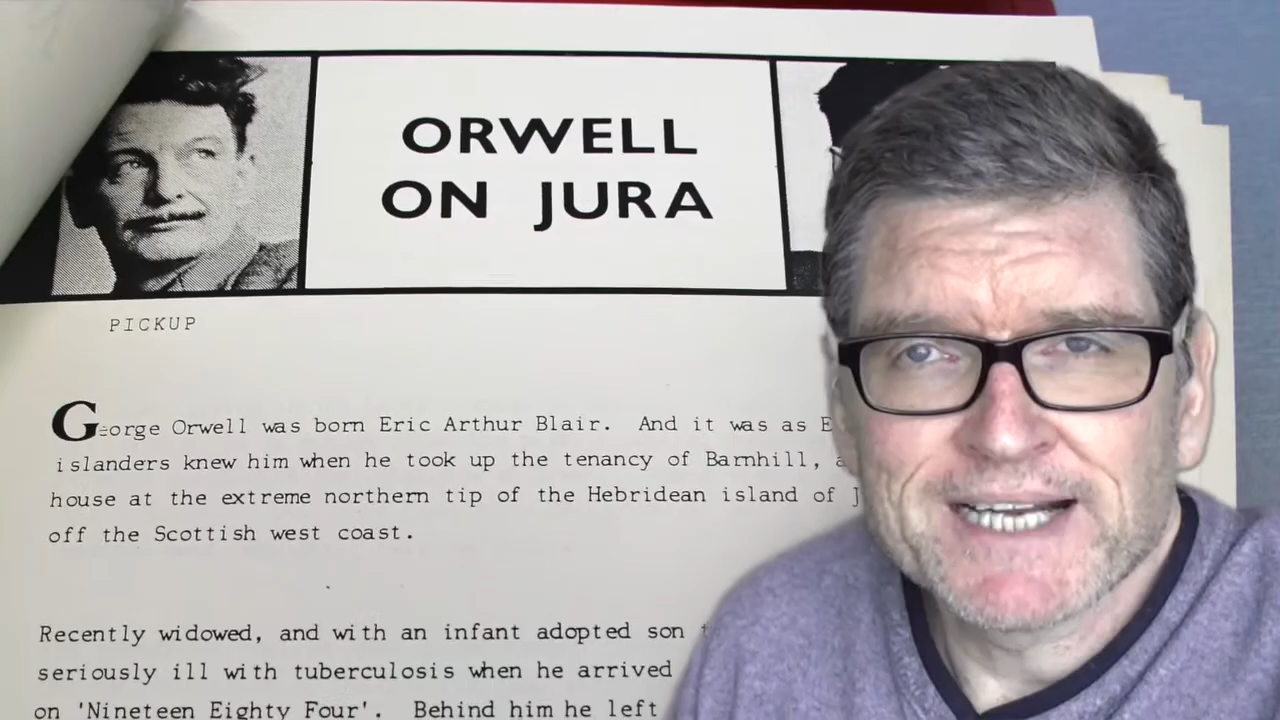 ORWELL
ON JURA
PICKUP
George Orwell was born Eric Arthur Blair. And it was as
islanders knew him when he took up the tenancy of Barnhill,
house at the extreme northern tip of the Hebridean island of
off the Scottish west coast.
Recently widowed, and with an infant adopted son
seriously ill with tuberculosis when he arrived
on 'Nineteen Eighty Four'. Behind him he left